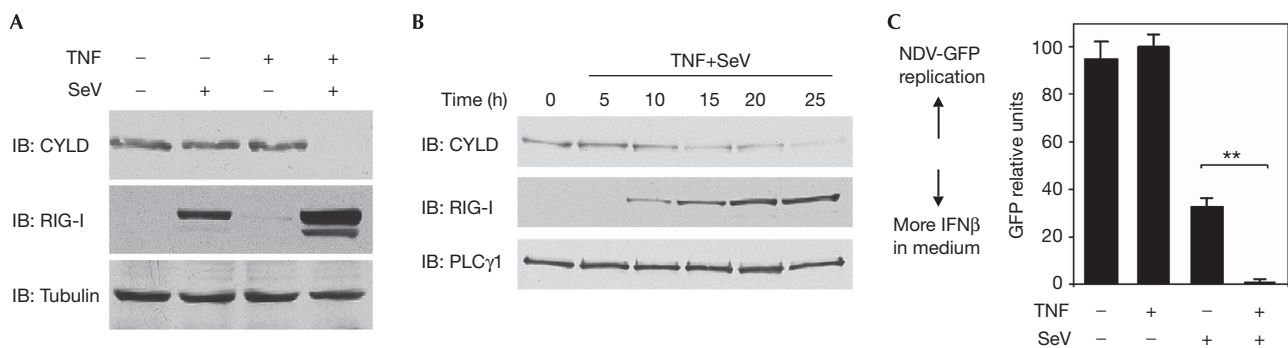 A
TNF – – + +
SeV – + – +
IB: CYLD
IB: RIG-I
IB: Tubulin
B
TNF+SeV
Time (h) 0 5 10 15 20 25
IB: CYLD
IB: RIG-I
IB: PLCγ1
C
NDV-GFP
replication
More IFNβ
in medium
GFP relative units
100
80
60
40
20
0
**
TNF – + – +
SeV – – + +